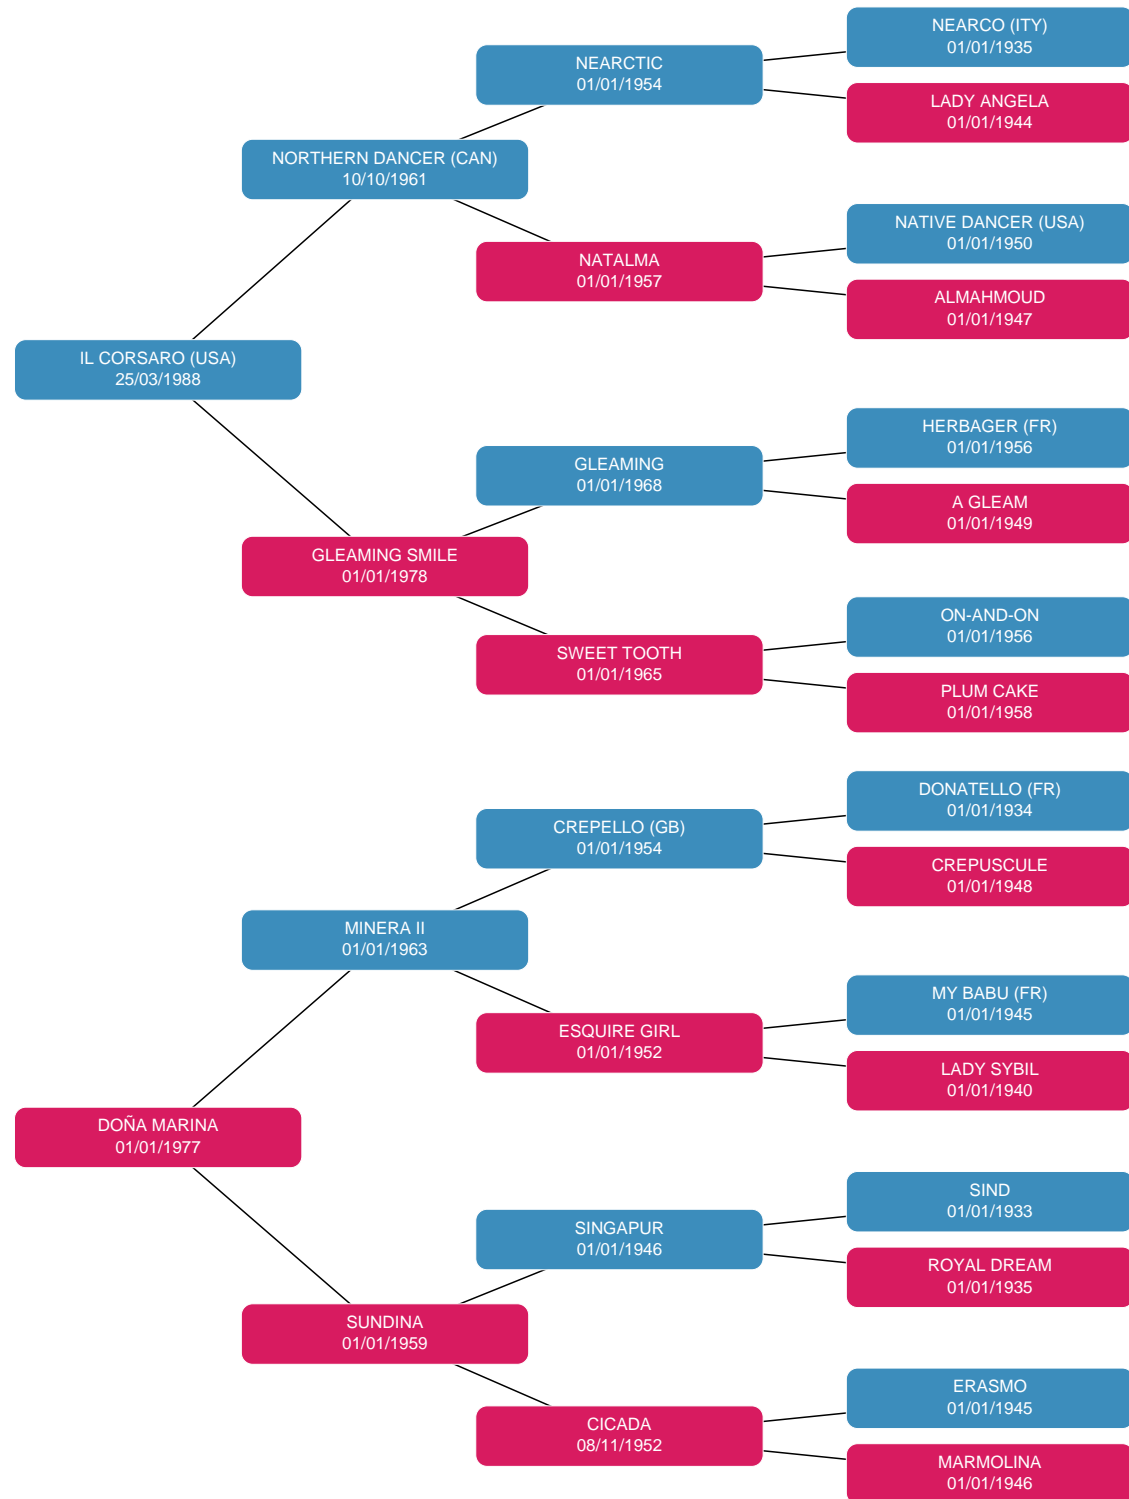 NEARCO (ITY)
01/01/1935
NEARCTIC
01/01/1954
LADY ANGELA
01/01/1944
NORTHERN DANCER (CAN)
10/10/1961
NATIVE DANCER (USA)
01/01/1950
NATALMA
01/01/1957
ALMAHMOUD
01/01/1947
IL CORSARO (USA)
25/03/1988
HERBAGER (FR)
01/01/1956
GLEAMING
01/01/1968
A GLEAM
01/01/1949
GLEAMING SMILE
01/01/1978
ON-AND-ON
01/01/1956
SWEET TOOTH
01/01/1965
PLUM CAKE
01/01/1958
DONATELLO (FR)
01/01/1934
CREPELLO (GB)
01/01/1954
CREPUSCULE
01/01/1948
MINERA II
01/01/1963
MY BABU (FR)
01/01/1945
ESQUIRE GIRL
01/01/1952
LADY SYBIL
01/01/1940
DOÑA MARINA
01/01/1977
SIND
01/01/1933
SINGAPUR
01/01/1946
ROYAL DREAM
01/01/1935
SUNDINA
01/01/1959
ERASMO
01/01/1945
CICADA
08/11/1952
MARMOLINA
01/01/1946